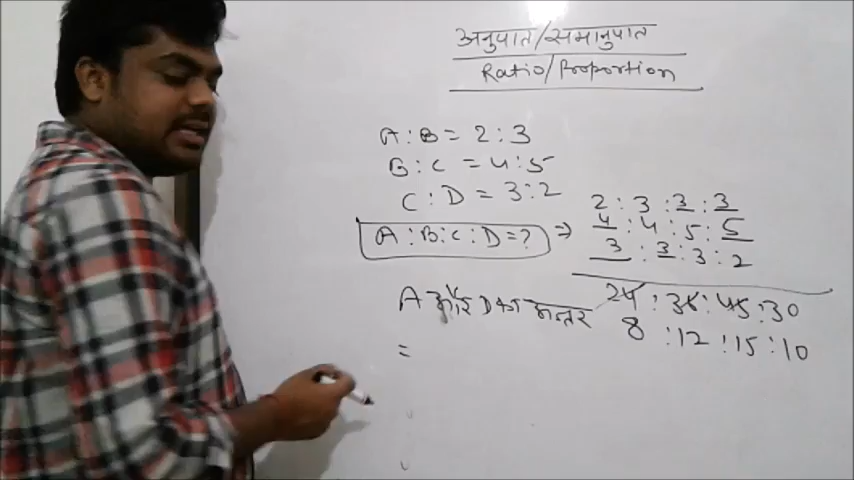 अनुपात/समानुपात
Ratio/Proportion
A:B = 2:3
B:C = 4:5
C:D = 3:2
A:B:C:D=? ⇒
2:3:3:3
4:4:5:5
3:3:3:2
24:36:45:30
8:12:15:10
A और D का अन्तर
=